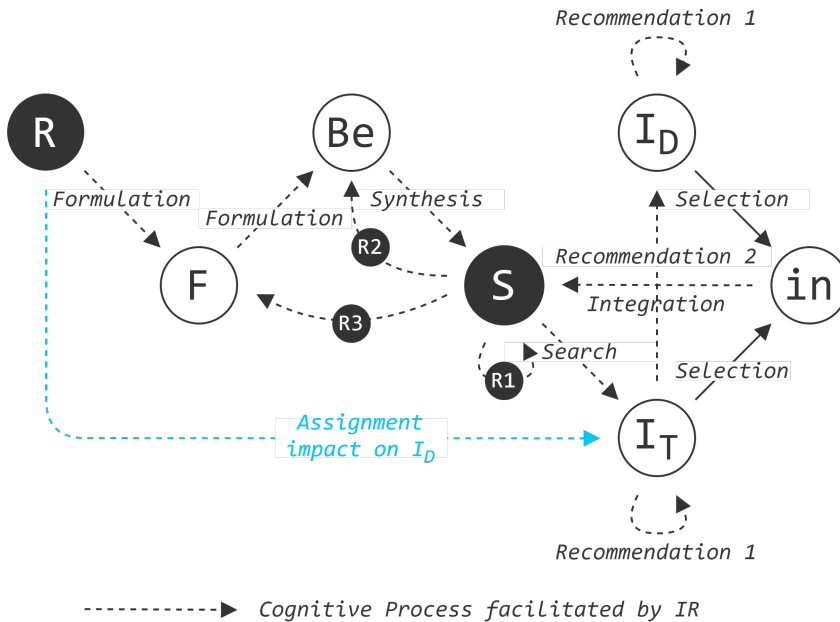 Recommendation 1
R
Be
I_D
Formulation
Synthesis
Selection
Formulation
R2
Recommendation 2
F
S
in
Integration
R3
Search
R1
Selection
Assignment
impact on I_D
I_T
Recommendation 1
Cognitive Process facilitated by IR